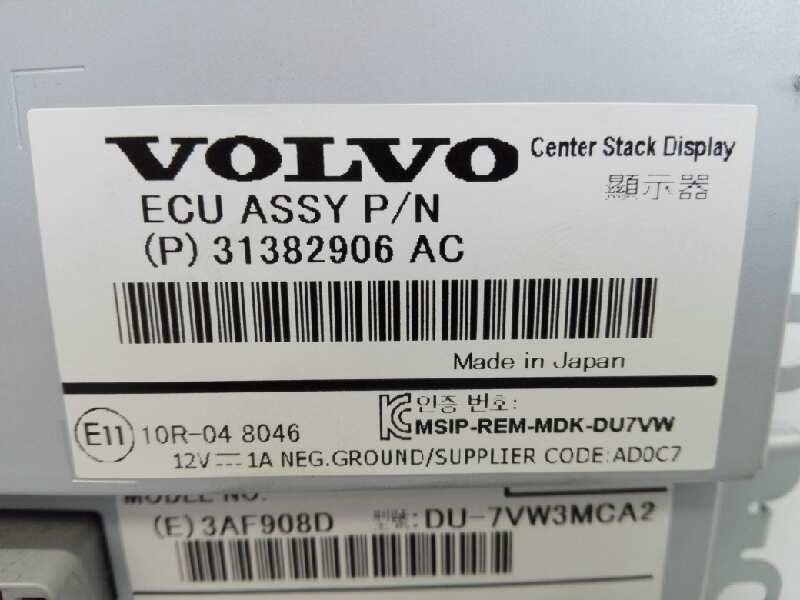 VOLVO Center Stack Display
顯示器
ECU ASSY P/N
(P) 31382906 AC
Made in Japan
E11 10R-04 8046
인증 번호:
MSIP-REM-MDK-DU7VW
12V⎓1A NEG.GROUND/SUPPLIER CODE:AD0C7
MODEL NO.
(E)3AF908D 型號: DU-7VW3MCA2